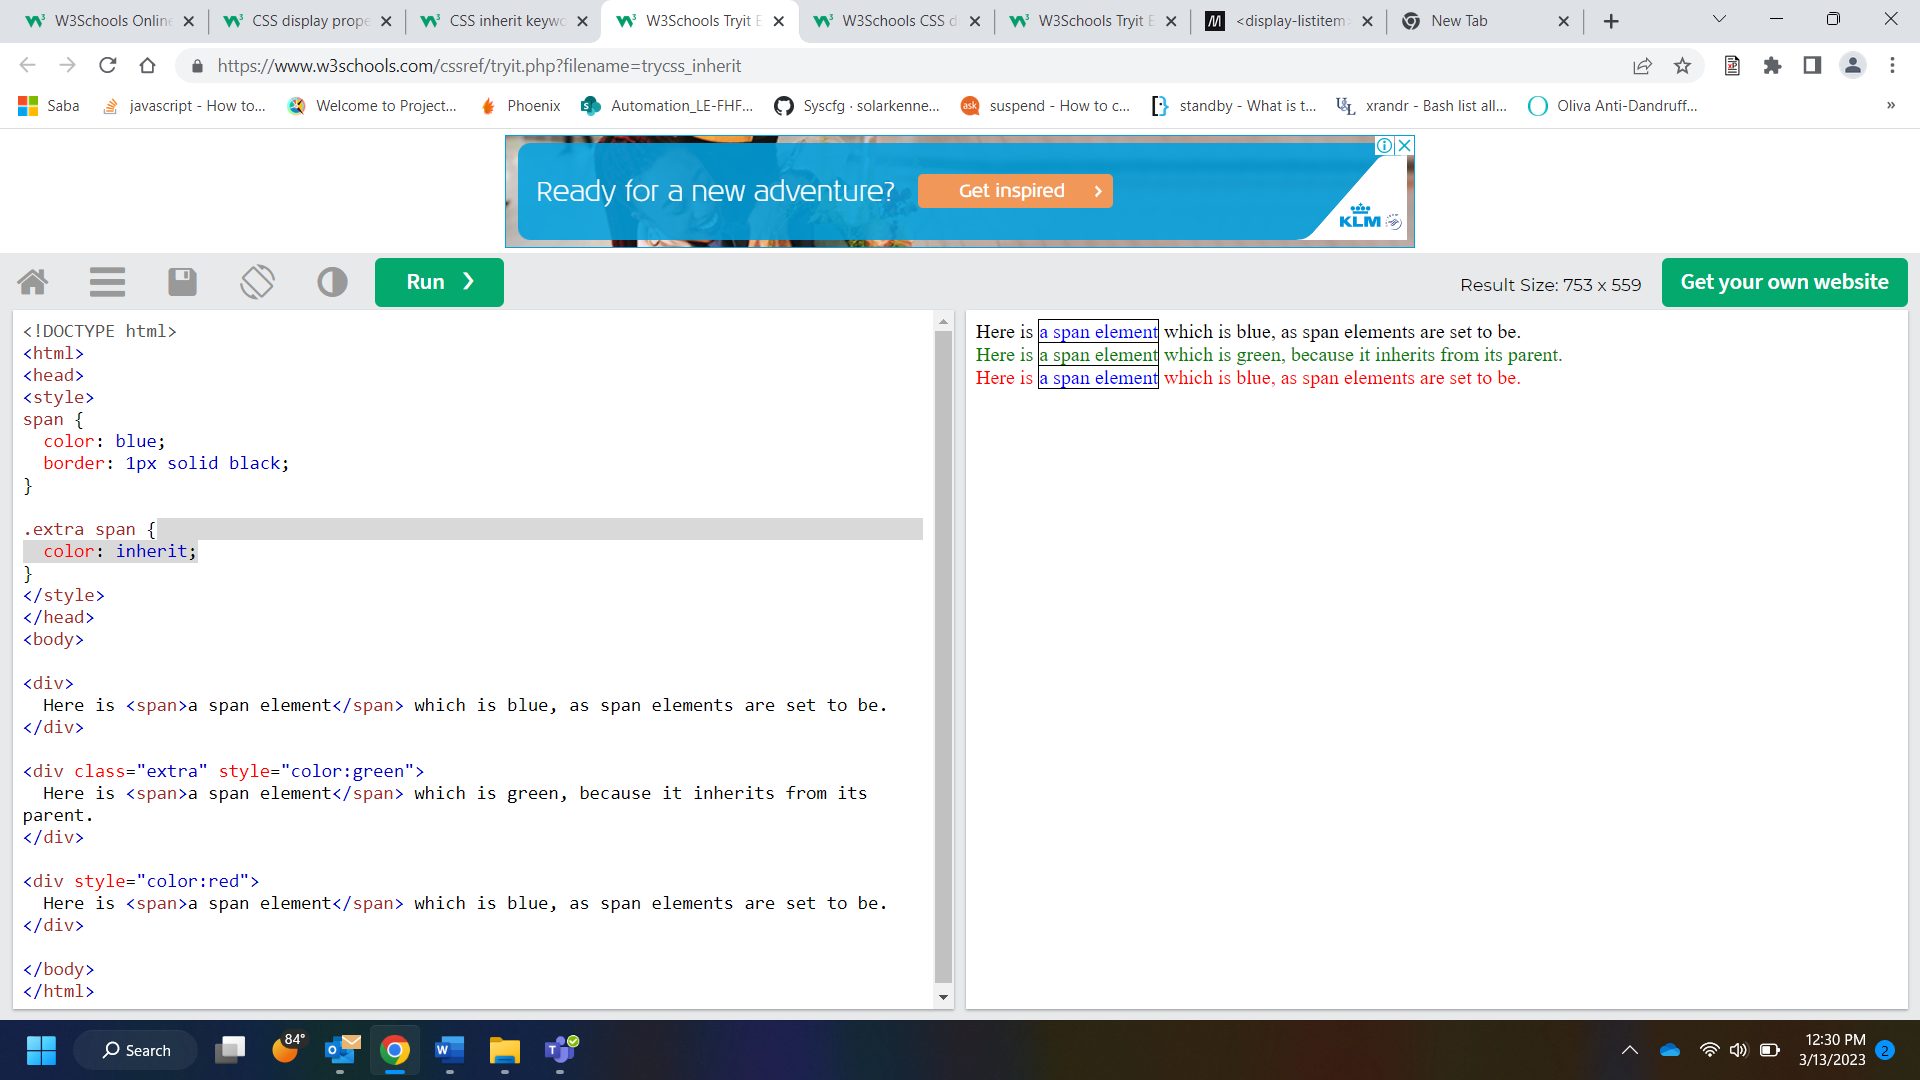 W3Schools Online
CSS display prope
CSS inherit keywo
W3Schools Tryit E
W3Schools CSS d
W3Schools Tryit E
<display-listitem>
New Tab
https://www.w3schools.com/cssref/tryit.php?filename=trycss_inherit
Saba
javascript - How to...
Welcome to Project...
Phoenix
Automation_LE-FHF...
Syscfg · solarkenne...
ask
suspend - How to c...
standby - What is t...
xrandr - Bash list all...
Oliva Anti-Dandruff...
»
Ready for a new adventure?
Get inspired
KLM
Run ❯
Result Size: 753 x 559
Get your own website
<!DOCTYPE html>
<html>
<head>
<style>
span {
  color: blue;
  border: 1px solid black;
}
.extra span {
  color: inherit;
}
</style>
</head>
<body>
<div>
  Here is <span>a span element</span> which is blue, as span elements are set to be.
</div>
<div class="extra" style="color:green">
  Here is <span>a span element</span> which is green, because it inherits from its
parent.
</div>
<div style="color:red">
  Here is <span>a span element</span> which is blue, as span elements are set to be.
</div>
</body>
</html>
Here is a span element which is blue, as span elements are set to be.
Here is a span element which is green, because it inherits from its parent.
Here is a span element which is blue, as span elements are set to be.
Search
84°
12:30 PM
3/13/2023
2